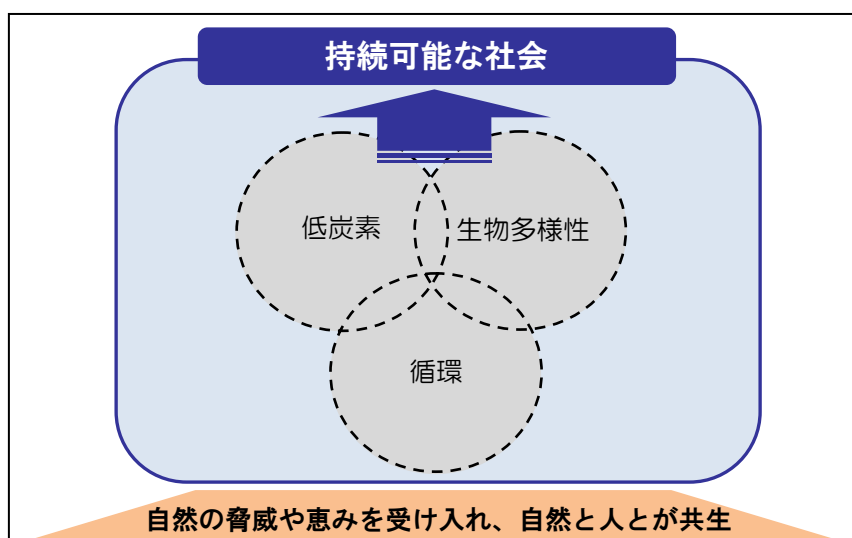 持続可能な社会
低炭素
生物多様性
循環
自然の脅威や恵みを受け入れ、自然と人とが共生